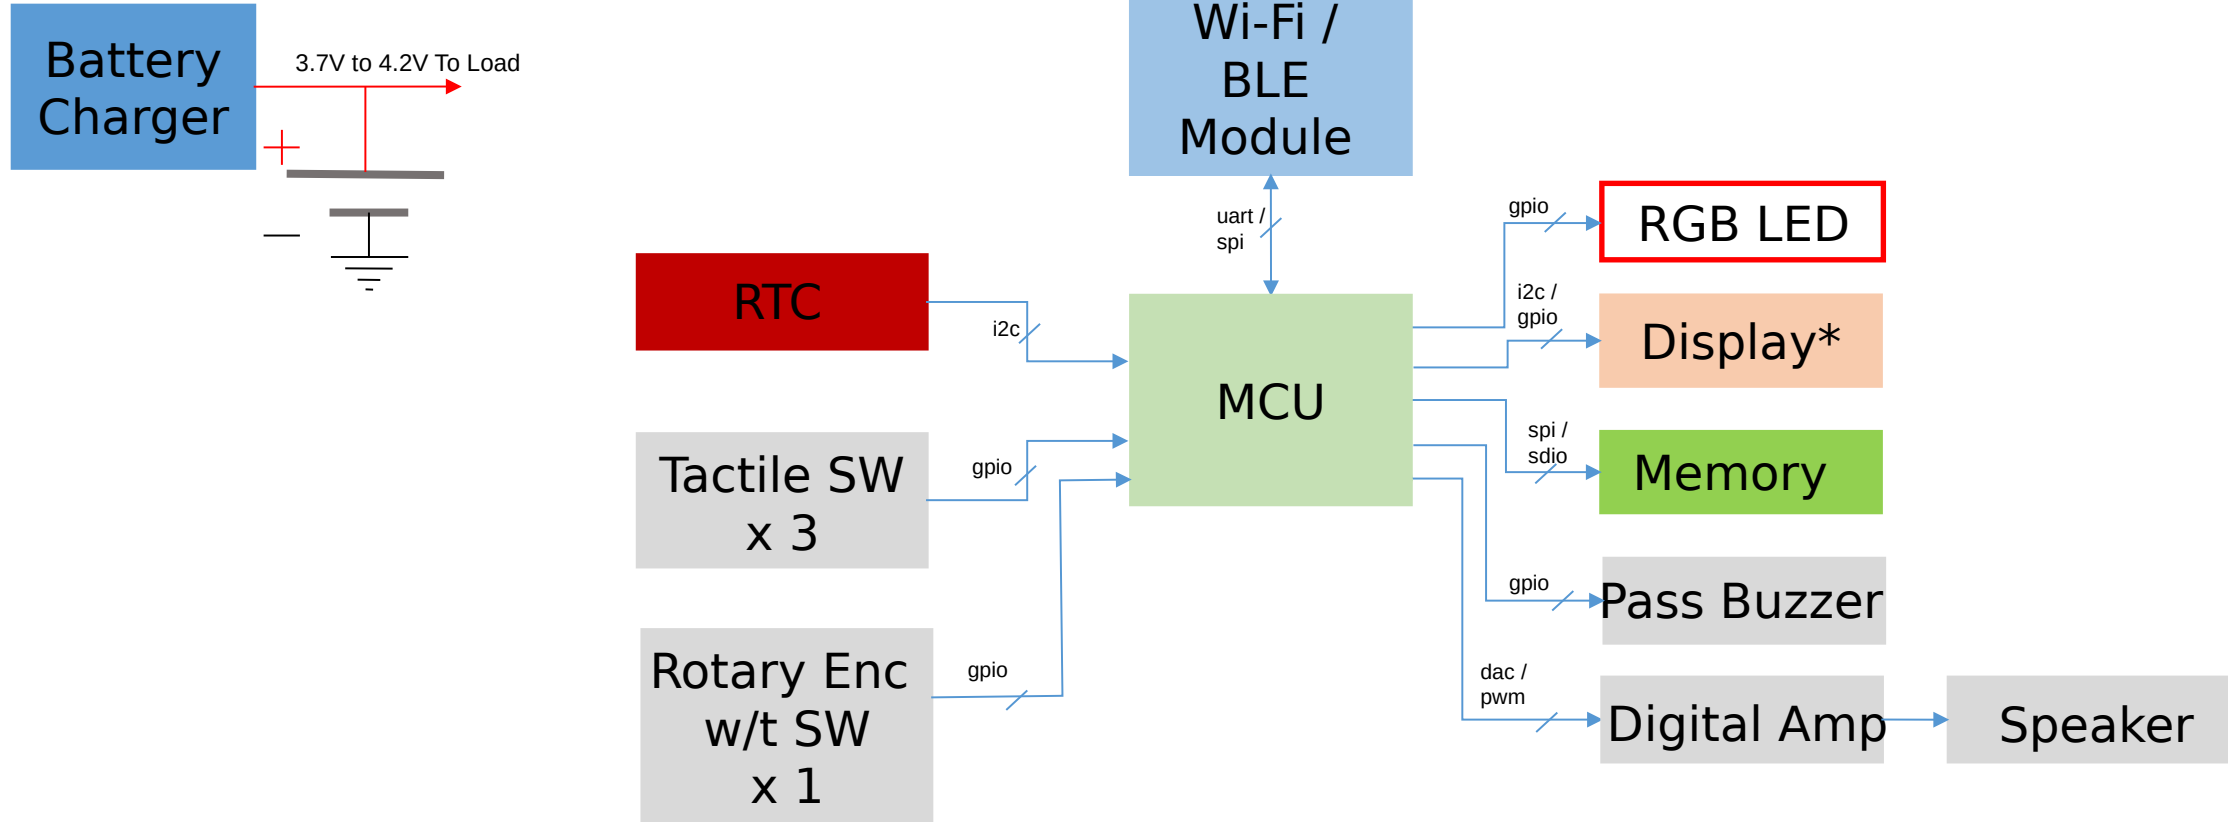 Battery
Charger
3.7V to 4.2V To Load
Wi-Fi /
BLE
Module
uart /
spi
RTC
i2c
Tactile SW
x 3
gpio
Rotary Enc
w/t SW
x 1
gpio
MCU
gpio
RGB LED
i2c /
gpio
Display*
spi /
sdio
Memory
gpio
Pass Buzzer
dac /
pwm
Digital Amp
Speaker